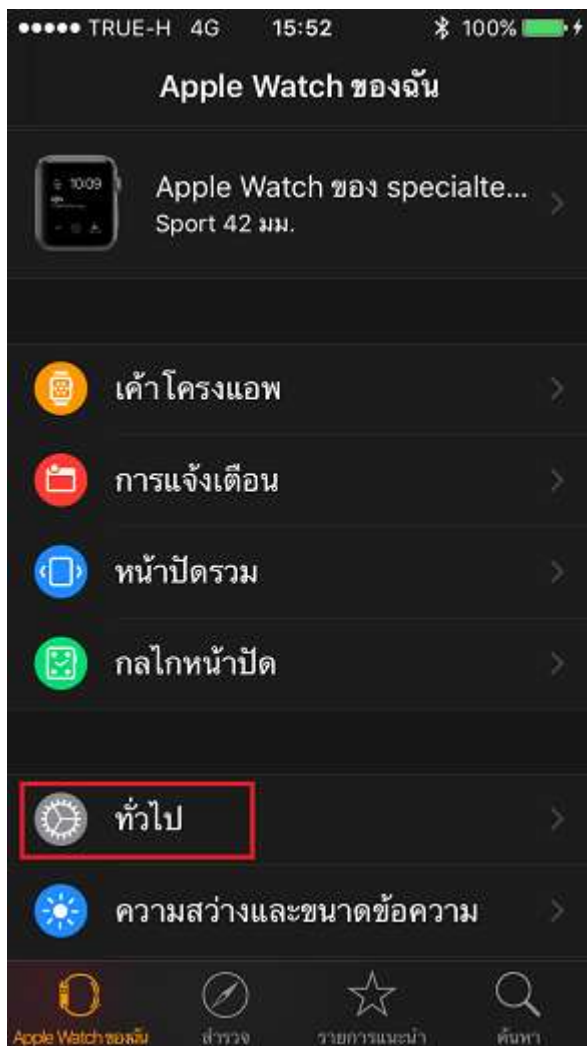 TRUE-H 4G 15:52 100%
Apple Watch ของฉัน
10:09
Apple Watch ของ specialte...
Sport 42 มม.
เค้าโครงแอพ
การแจ้งเตือน
หน้าปัดรวม
กลไกหน้าปัด
ทั่วไป
ความสว่างและขนาดข้อความ
Apple Watch ของฉัน สำรวจ รายการแนะนำ ค้นหา